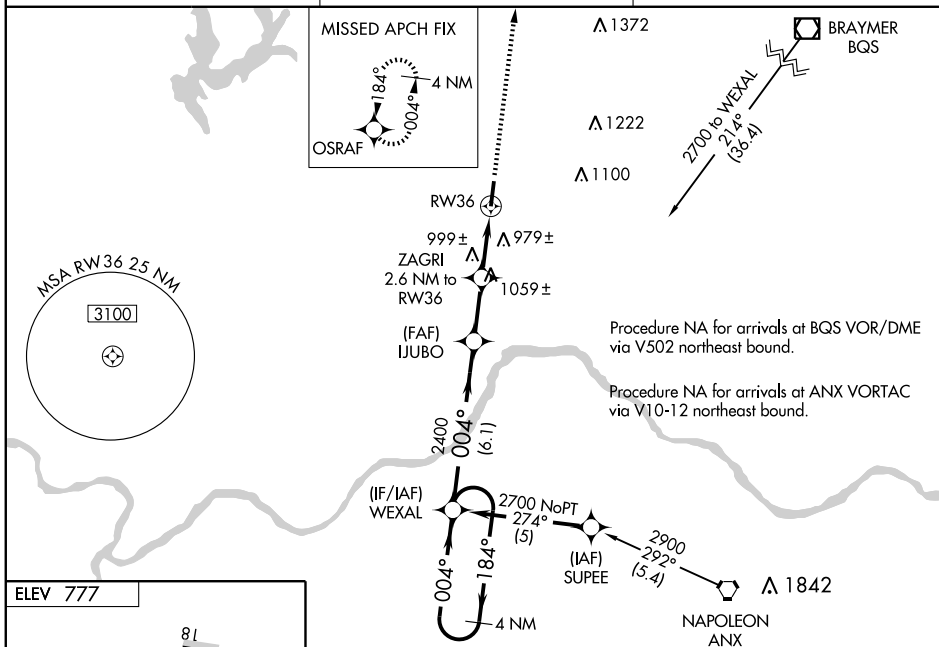 MISSED APCH FIX
184°
004°
4 NM
OSRAF
1372
1222
1100
BRAYMER
BQS
2700 to WEXAL
214°
(36.4)
RW36
999±
979±
ZAGRI
2.6 NM to
RW36
1059±
MSA RW36 25 NM
3100
(FAF)
IJUBO
Procedure NA for arrivals at BQS VOR/DME
via V502 northeast bound.
Procedure NA for arrivals at ANX VORTAC
via V10-12 northeast bound.
2400
004°
(6.1)
(IF/IAF)
WEXAL
2700 NoPT
274°
(5)
(IAF)
SUPEE
2900
292°
(5.4)
004°
184°
4 NM
1842
NAPOLEON
ANX
ELEV 777
18